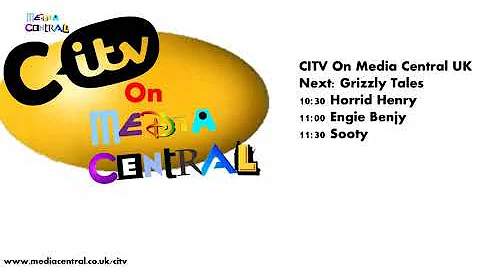 MEDIA
CENTRAL
CiTV
On
MEDIA
CENTRAL
CITV On Media Central UK
Next: Grizzly Tales
10:30 Horrid Henry
11:00 Engie Benjy
11:30 Sooty
www.mediacentral.co.uk/citv